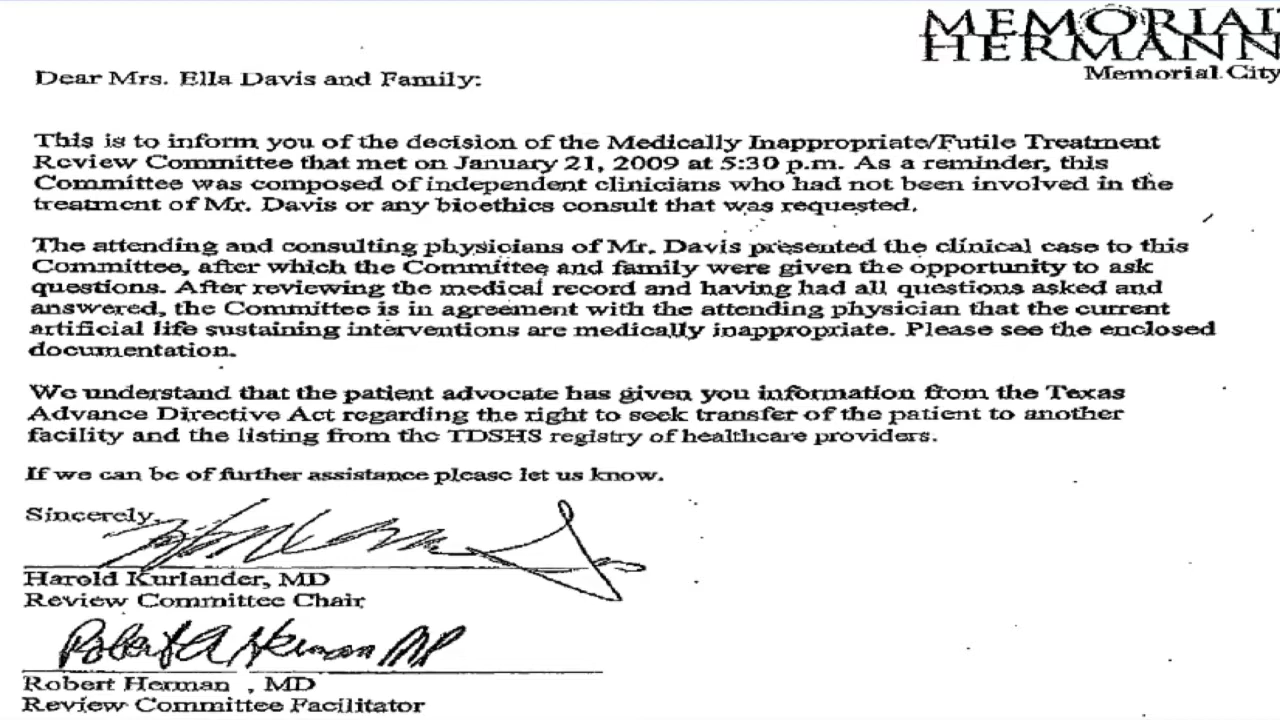 MEMORIAL
HERMANN
Memorial City
Dear Mrs. Ella Davis and Family:
This is to inform you of the decision of the Medically Inappropriate/Futile Treatment
Review Committee that met on January 21, 2009 at 5:30 p.m. As a reminder, this
Committee was composed of independent clinicians who had not been involved in the
treatment of Mr. Davis or any bioethics consult that was requested.
The attending and consulting physicians of Mr. Davis presented the clinical case to this
Committee, after which the Committee and family were given the opportunity to ask
questions. After reviewing the medical record and having had all questions asked and
answered, the Committee is in agreement with the attending physician that the current
artificial life sustaining interventions are medically inappropriate. Please see the enclosed
documentation.
We understand that the patient advocate has given you information from the Texas
Advance Directive Act regarding the right to seek transfer of the patient to another
facility and the listing from the TDSHS registry of healthcare providers.
If we can be of further assistance please let us know.
Sincerely,
Harold Kurlander, MD
Review Committee Chair
Robert A Herman MD
Robert Herman , MD
Review Committee Facilitator